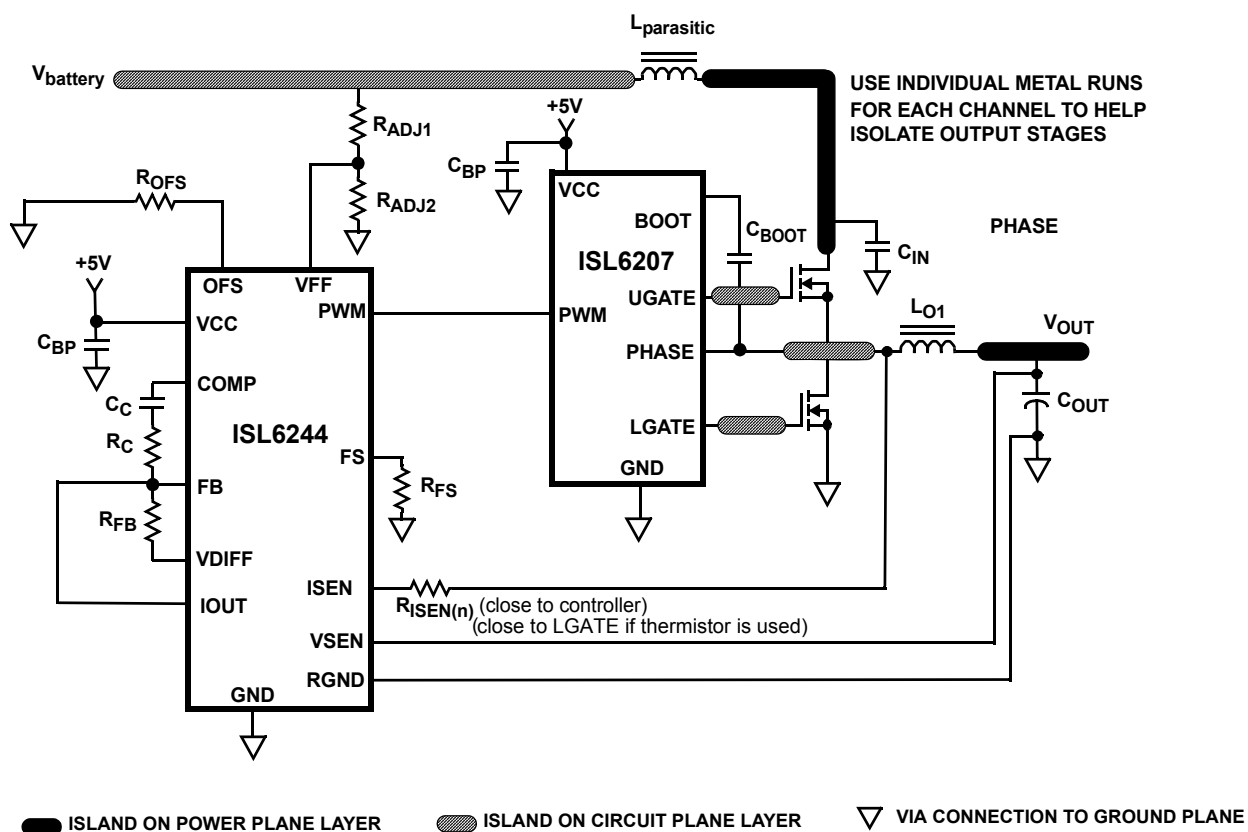 Lparasitic
Vbattery
USE INDIVIDUAL METAL RUNS
FOR EACH CHANNEL TO HELP
ISOLATE OUTPUT STAGES
+5V
RADJ1
CBP
VCC
ROFS
RADJ2
BOOT
CBOOT
PHASE
CIN
ISL6207
+5V
OFS
VFF
UGATE
LO1
VOUT
PWM
PWM
VCC
CBP
PHASE
COMP
CC
COUT
RC
ISL6244
LGATE
FS
GND
FB
RFS
RFB
VDIFF
ISEN
RISEN(n) (close to controller)
(close to LGATE if thermistor is used)
IOUT
VSEN
RGND
GND
ISLAND ON POWER PLANE LAYER
ISLAND ON CIRCUIT PLANE LAYER
VIA CONNECTION TO GROUND PLANE